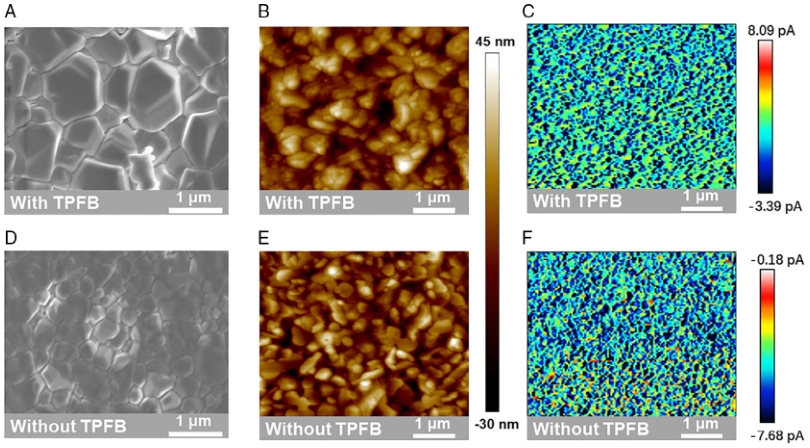 A
B
C
45 nm
8.09 pA
With TPFB
1 μm
With TPFB
1 μm
With TPFB
1 μm
-3.39 pA
D
E
F
-0.18 pA
Without TPFB
1 μm
Without TPFB
1 μm
-30 nm
Without TPFB
1 μm
-7.68 pA